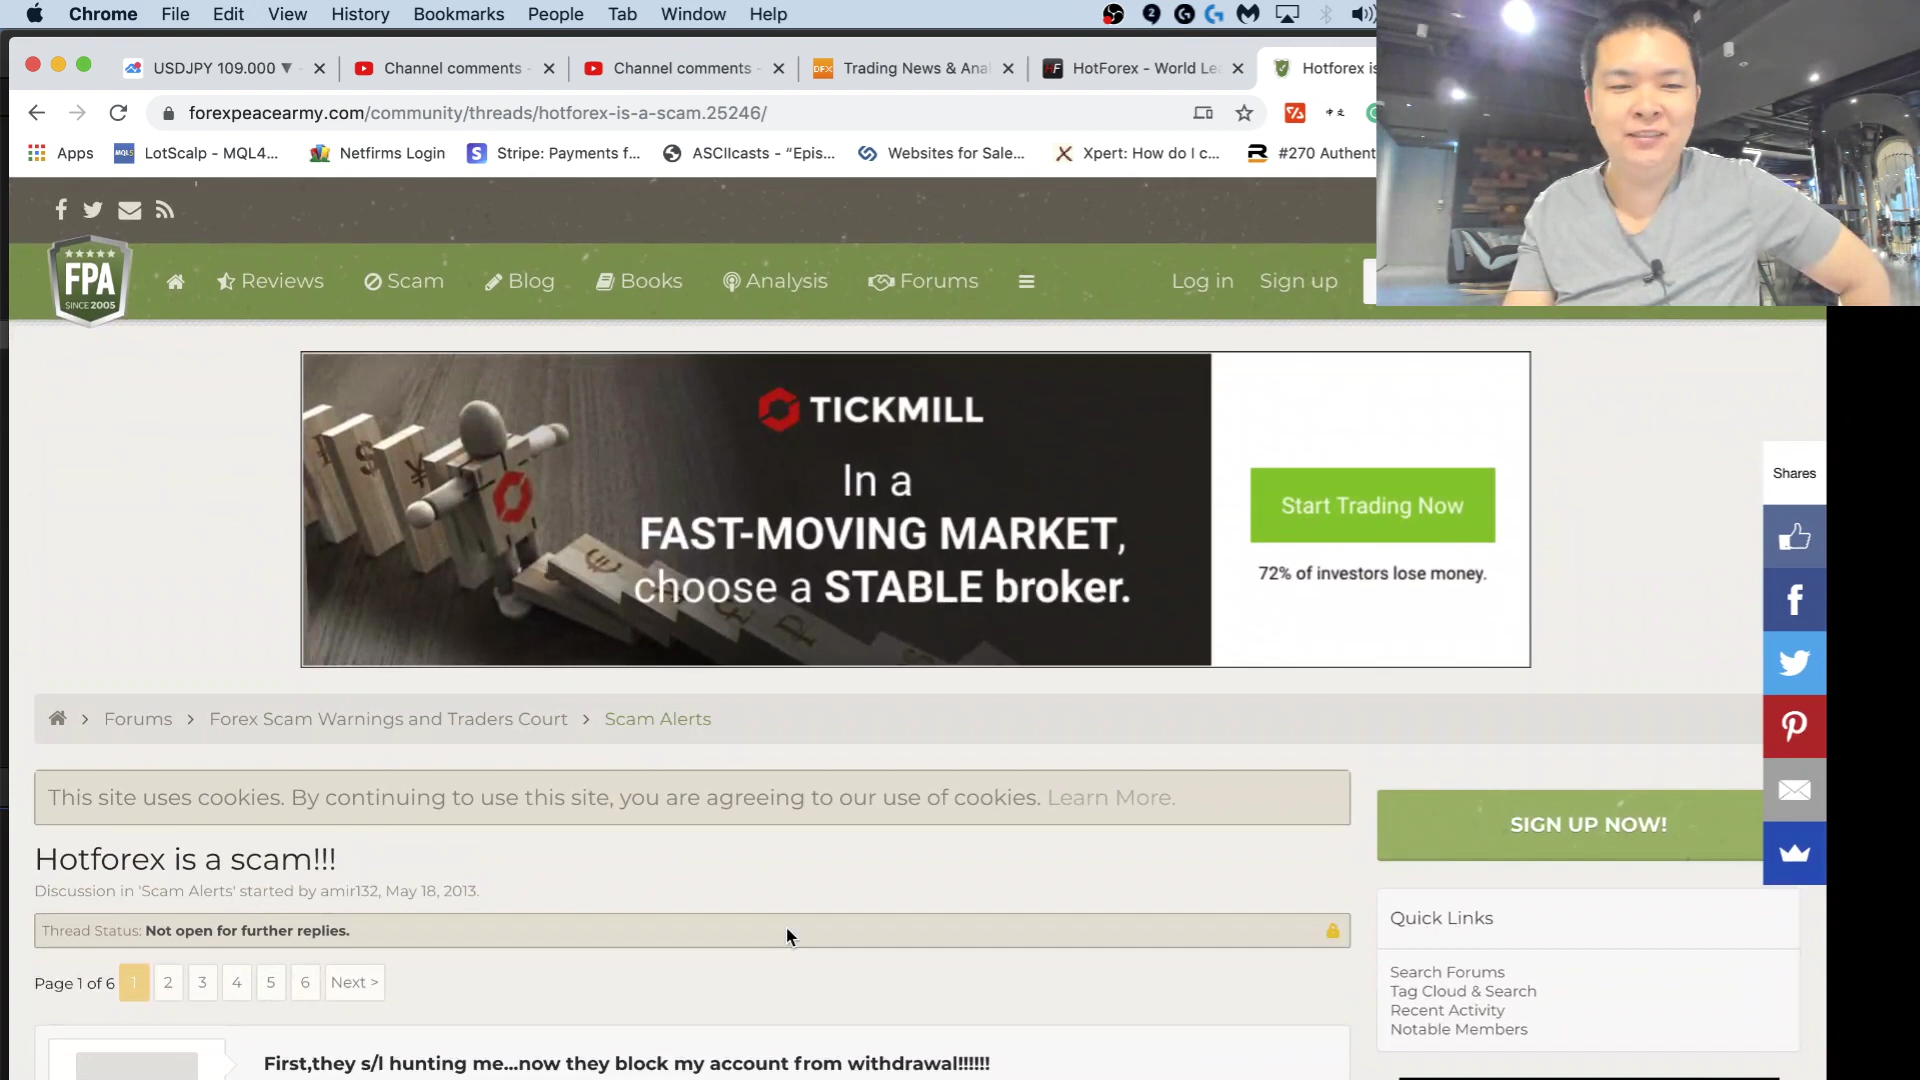 Chrome File Edit View History Bookmarks People Tab Window Help
USDJPY 109.000 ▼
Channel comments -
Channel comments -
DFX Trading News & Ana
HotForex - World Le
Hotforex is
forexpeacearmy.com/community/threads/hotforex-is-a-scam.25246/
Apps
LotScalp - MQL4...
Netfirms Login
Stripe: Payments f...
ASCIIcasts - “Epis...
Websites for Sale...
Xpert: How do I c...
#270 Authent
FPA
SINCE 2005
Reviews
Scam
Blog
Books
Analysis
Forums
Log in
Sign up
TICKMILL
In a
FAST-MOVING MARKET,
choose a STABLE broker.
Start Trading Now
72% of investors lose money.
Shares
Forums > Forex Scam Warnings and Traders Court > Scam Alerts
This site uses cookies. By continuing to use this site, you are agreeing to our use of cookies. Learn More.
SIGN UP NOW!
Hotforex is a scam!!!
Discussion in 'Scam Alerts' started by amir132, May 18, 2013.
Thread Status: Not open for further replies.
Page 1 of 6 1 2 3 4 5 6 Next >
Quick Links
Search Forums
Tag Cloud & Search
Recent Activity
Notable Members
First,they s/l hunting me...now they block my account from withdrawal!!!!!!